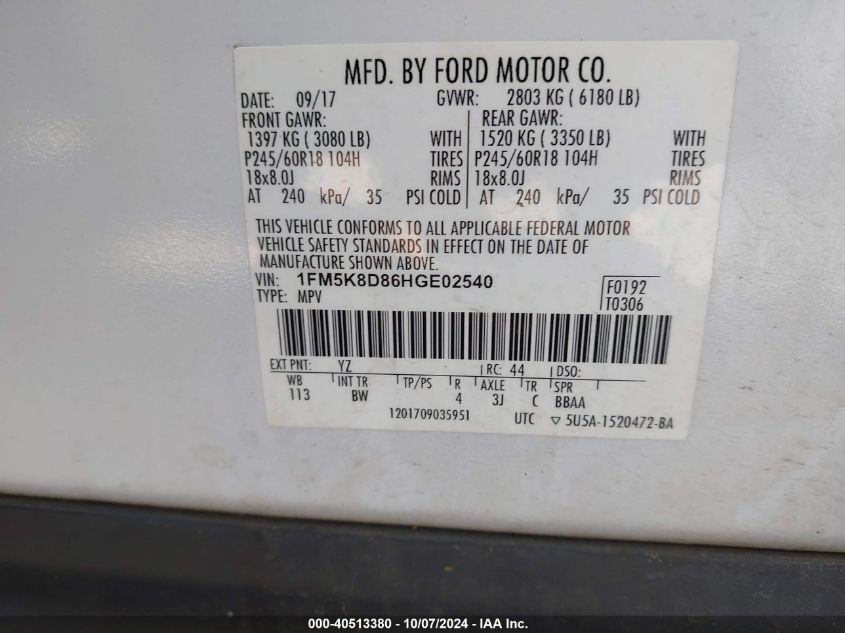 MFD. BY FORD MOTOR CO.
DATE: 09/17 GVWR: 2803 KG ( 6180 LB)
FRONT GAWR: REAR GAWR:
1397 KG ( 3080 LB) WITH 1520 KG ( 3350 LB) WITH
P245/60R18 104H TIRES P245/60R18 104H TIRES
18x8.0J RIMS 18x8.0J RIMS
AT 240 kPa/ 35 PSI COLD AT 240 kPa/ 35 PSI COLD
THIS VEHICLE CONFORMS TO ALL APPLICABLE FEDERAL MOTOR
VEHICLE SAFETY STANDARDS IN EFFECT ON THE DATE OF
MANUFACTURE SHOWN ABOVE.
VIN: 1FM5K8D86HGE02540 F0192
TYPE: MPV T0306
EXT PNT: YZ RC: 44 DSO:
WB INT TR TP/PS R AXLE TR SPR
113 BW 4 3J C BBAA
1201709035951 UTC ▽ 5U5A-1520472-BA
000-40513380 - 10/07/2024 - IAA Inc.